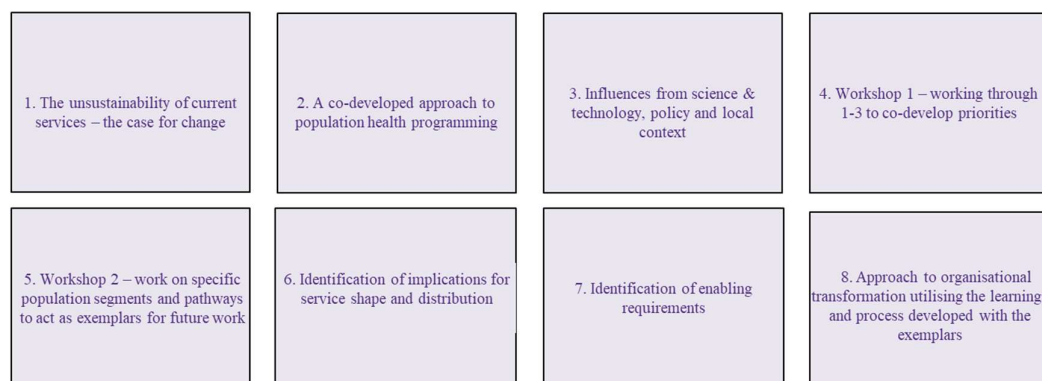 1. The unsustainability of current
services – the case for change
2. A co-developed approach to
population health programming
3. Influences from science &
technology, policy and local
context
4. Workshop 1 – working through
1-3 to co-develop priorities
5. Workshop 2 – work on specific
population segments and pathways
to act as exemplars for future work
6. Identification of implications for
service shape and distribution
7. Identification of enabling
requirements
8. Approach to organisational
transformation utilising the learning
and process developed with the
exemplars